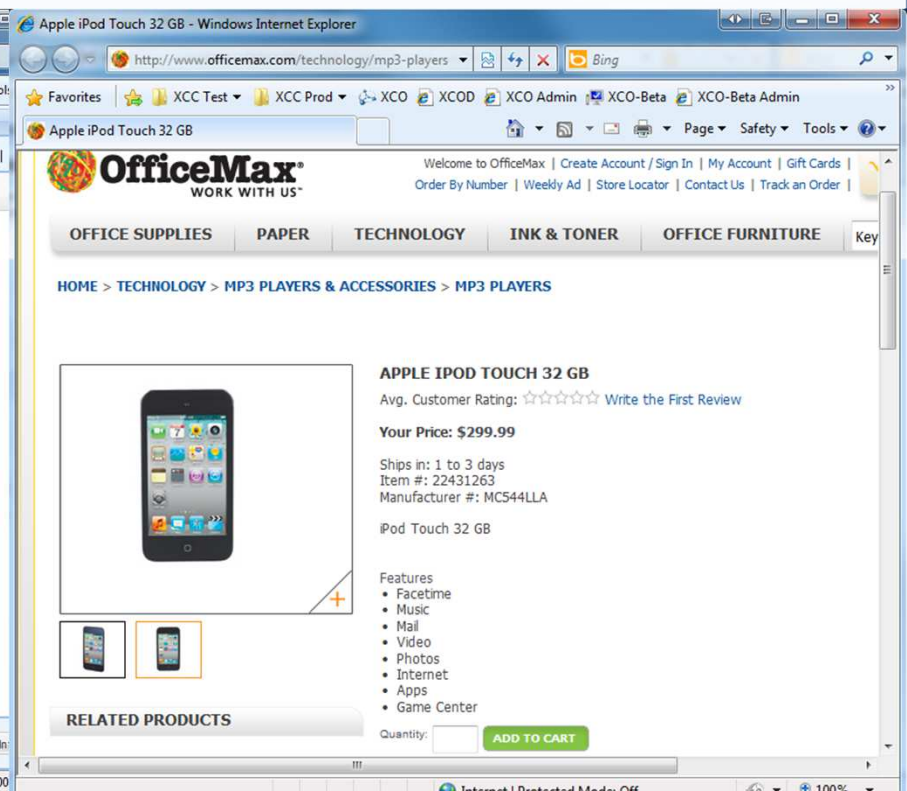 Apple iPod Touch 32 GB - Windows Internet Explorer
http://www.officemax.com/technology/mp3-players
Bing
Favorites XCC Test XCC Prod XCO XCOD XCO Admin XCO-Beta XCO-Beta Admin
Apple iPod Touch 32 GB
Page Safety Tools
OfficeMax®
WORK WITH US™
Welcome to OfficeMax | Create Account / Sign In | My Account | Gift Cards |
Order By Number | Weekly Ad | Store Locator | Contact Us | Track an Order |
OFFICE SUPPLIES PAPER TECHNOLOGY INK & TONER OFFICE FURNITURE Key
HOME > TECHNOLOGY > MP3 PLAYERS & ACCESSORIES > MP3 PLAYERS
APPLE IPOD TOUCH 32 GB
Avg. Customer Rating: Write the First Review
Your Price: $299.99
Ships in: 1 to 3 days
Item #: 22431263
Manufacturer #: MC544LLA
iPod Touch 32 GB
Features
• Facetime
• Music
• Mail
• Video
• Photos
• Internet
• Apps
• Game Center
Quantity: ADD TO CART
RELATED PRODUCTS
Internet | Protected Mode: Off 100%